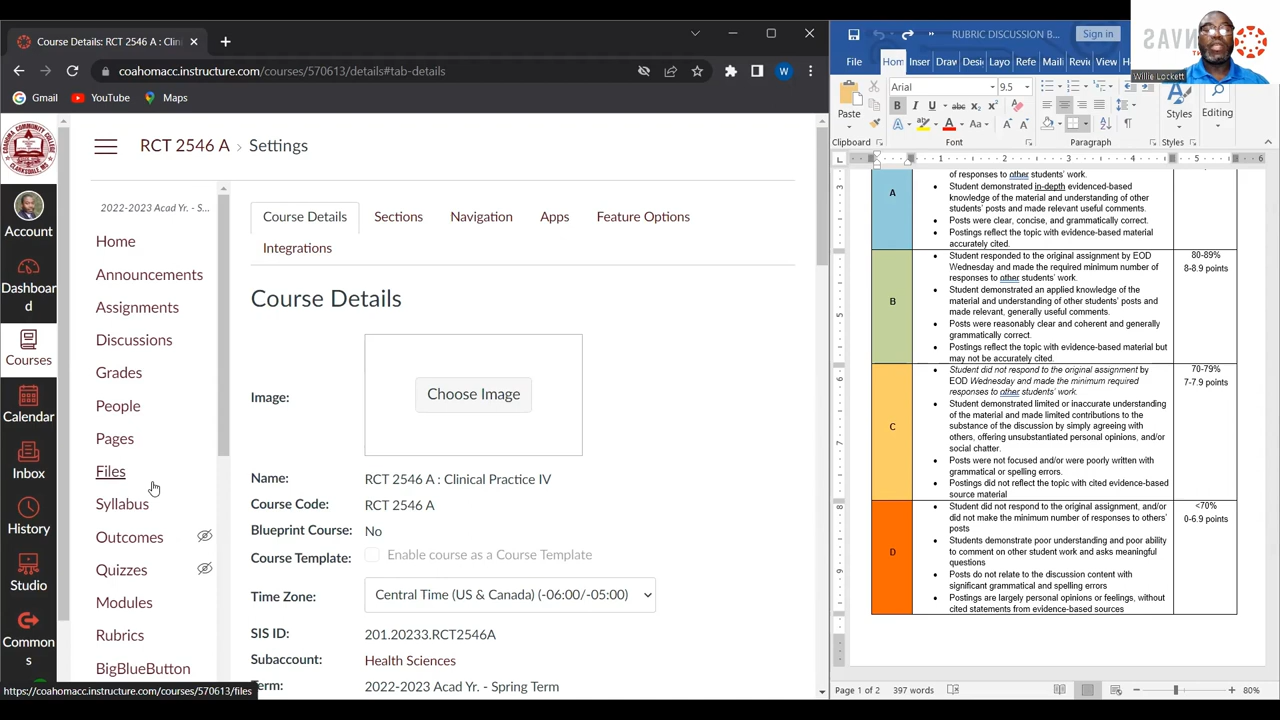 Course Details: RCT 2546 A : Clin
coahomacc.instructure.com/courses/570613/details#tab-details
W
Gmail
YouTube
Maps
Account
Dashboar
d
Courses
Calendar
Inbox
History
Studio
Common
s
RCT 2546 A › Settings
2022-2023 Acad Yr. - S...
Home
Announcements
Assignments
Discussions
Grades
People
Pages
Files
Syllabus
Outcomes
Quizzes
Modules
Rubrics
BigBlueButton
https://coahomacc.instructure.com/courses/570613/files
Course Details
Sections
Navigation
Apps
Feature Options
Integrations
Course Details
Image:
Choose Image
Name:
RCT 2546 A : Clinical Practice IV
Course Code:
RCT 2546 A
Blueprint Course:
No
Course Template:
Enable course as a Course Template
Time Zone:
Central Time (US & Canada) (-06:00/-05:00)
SIS ID:
201.20233.RCT2546A
Subaccount:
Health Sciences
Term:
2022-2023 Acad Yr. - Spring Term
RUBRIC DISCUSSION B...
Sign in
Willie Lockett
File
Hom
Inser
Draw
Desi
Layo
Refe
Maili
Revi
View
H
Arial
9.5
Paste
Styles
Editing
Clipboard
Font
Paragraph
Styles
1 2 3 4 5 6
of responses to other students' work.
A
• Student demonstrated in-depth evidenced-based
knowledge of the material and understanding of other
students' posts and made relevant useful comments.
• Posts were clear, concise, and grammatically correct.
• Postings reflect the topic with evidence-based material
accurately cited.
B
• Student responded to the original assignment by EOD
Wednesday and made the required minimum number of
responses to other students' work.
• Student demonstrated an applied knowledge of the
material and understanding of other students' posts and
made relevant, generally useful comments.
• Posts were reasonably clear and coherent and generally
grammatically correct.
• Postings reflect the topic with evidence-based material but
may not be accurately cited.
80-89%
8-8.9 points
C
• Student did not respond to the original assignment by
EOD Wednesday and made the minimum required
responses to other students' work.
• Student demonstrated limited or inaccurate understanding
of the material and made limited contributions to the
substance of the discussion by simply agreeing with
others, offering unsubstantiated personal opinions, and/or
social chatter.
• Posts were not focused and/or were poorly written with
grammatical or spelling errors.
• Postings did not reflect the topic with cited evidence-based
source material
70-79%
7-7.9 points
D
• Student did not respond to the original assignment, and/or
did not make the minimum number of responses to others'
posts
• Students demonstrate poor understanding and poor ability
to comment on other student work and asks meaningful
questions
• Posts do not relate to the discussion content with
significant grammatical and spelling errors
• Postings are largely personal opinions or feelings, without
cited statements from evidence-based sources
<70%
0-6.9 points
Page 1 of 2
397 words
80%